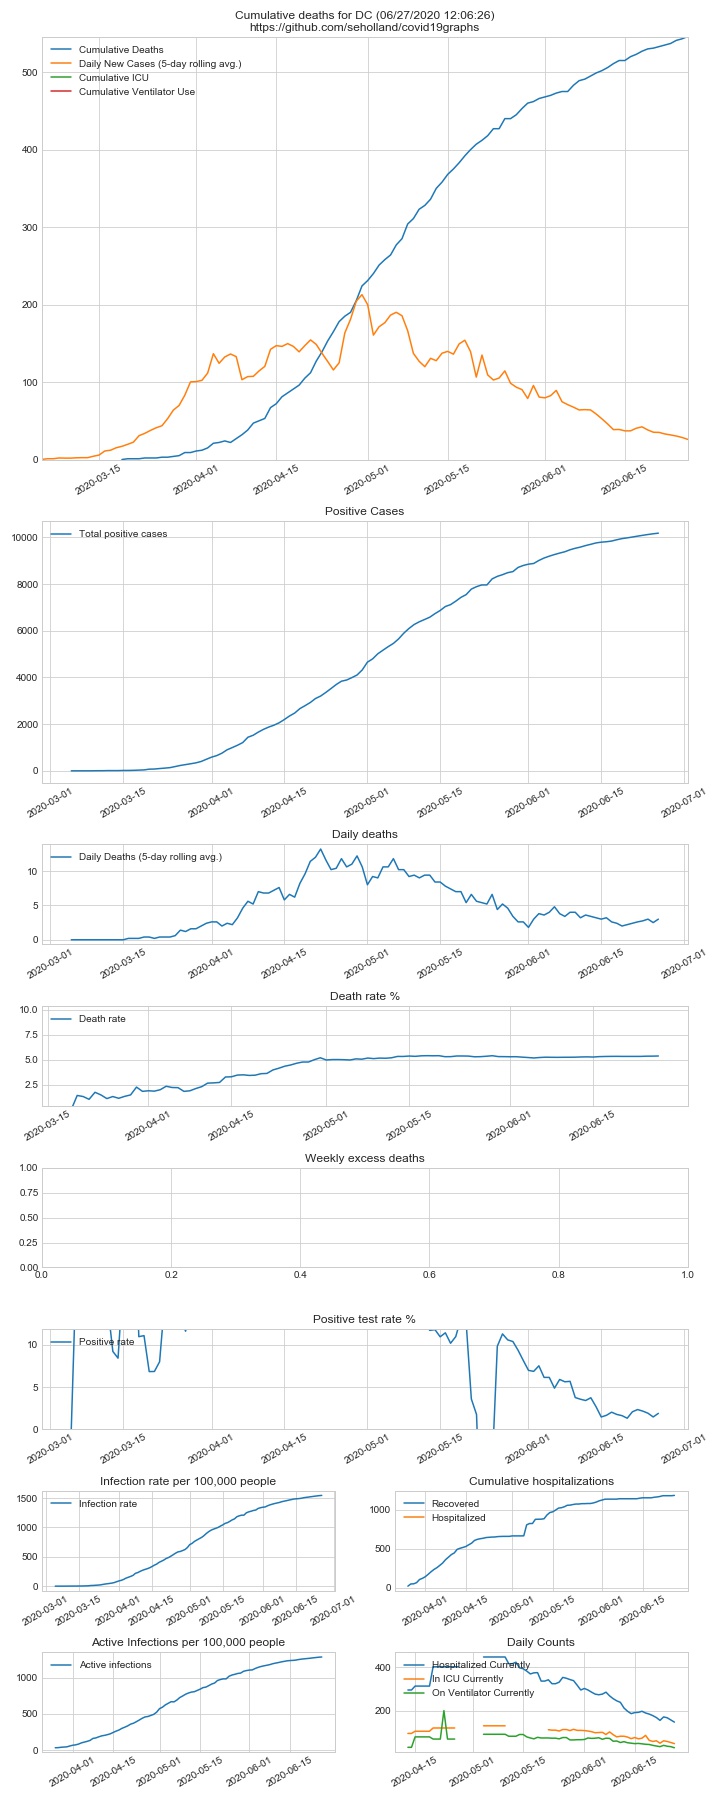 Cumulative deaths for DC (06/27/2020 12:06:26)
https://github.com/seholland/covid19graphs
Cumulative Deaths
Daily New Cases (5-day rolling avg.)
Cumulative ICU
Cumulative Ventilator Use
500
400
300
200
100
0
2020-03-15 2020-04-01 2020-04-15 2020-05-01 2020-05-15 2020-06-01 2020-06-15
Positive Cases
Total positive cases
10000
8000
6000
4000
2000
0
2020-03-01 2020-03-15 2020-04-01 2020-04-15 2020-05-01 2020-05-15 2020-06-01 2020-06-15 2020-07-01
Daily deaths
Daily Deaths (5-day rolling avg.)
10
5
0
2020-03-01 2020-03-15 2020-04-01 2020-04-15 2020-05-01 2020-05-15 2020-06-01 2020-06-15 2020-07-01
Death rate %
10.0
Death rate
7.5
5.0
2.5
2020-03-15 2020-04-01 2020-04-15 2020-05-01 2020-05-15 2020-06-01 2020-06-15
Weekly excess deaths
1.00
0.75
0.50
0.25
0.00
0.0 0.2 0.4 0.6 0.8 1.0
Positive test rate %
Positive rate
10
5
0
2020-03-01 2020-03-15 2020-04-01 2020-04-15 2020-05-01 2020-05-15 2020-06-01 2020-06-15 2020-07-01
Infection rate per 100,000 people
Infection rate
1500
1000
500
0
2020-03-01 2020-03-15 2020-04-01 2020-04-15 2020-05-01 2020-05-15 2020-06-01 2020-06-15 2020-07-01
Cumulative hospitalizations
Recovered
Hospitalized
1000
500
0
2020-04-01 2020-04-15 2020-05-01 2020-05-15 2020-06-01 2020-06-15
Active Infections per 100,000 people
Active infections
1000
500
0
2020-04-01 2020-04-15 2020-05-01 2020-05-15 2020-06-01 2020-06-15
Daily Counts
Hospitalized Currently
In ICU Currently
On Ventilator Currently
400
200
2020-04-15 2020-05-01 2020-05-15 2020-06-01 2020-06-15